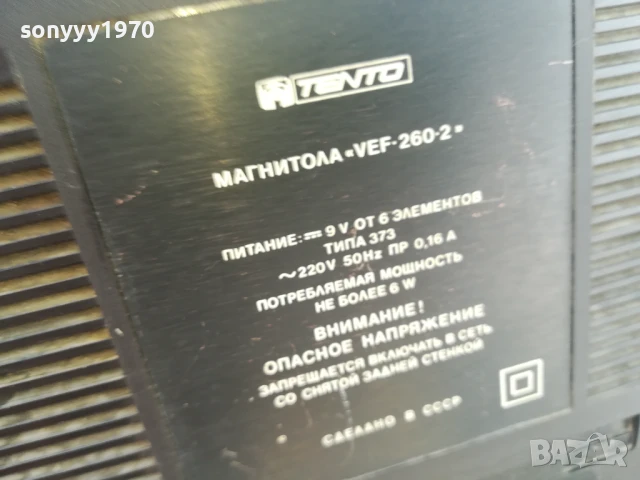 sonyyy1970
TENTO
МАГНИТОЛА «VEF-260-2»
ПИТАНИЕ: ⎓ 9 V ОТ 6 ЭЛЕМЕНТОВ
ТИПА 373
~220V 50Hz ПР 0,16 А
ПОТРЕБЛЯЕМАЯ МОЩНОСТЬ
НЕ БОЛЕЕ 6 W
ВНИМАНИЕ!
ОПАСНОЕ НАПРЯЖЕНИЕ
ЗАПРЕЩАЕТСЯ ВКЛЮЧАТЬ В СЕТЬ
СО СНЯТОЙ ЗАДНЕЙ СТЕНКОЙ
СДЕЛАНО В СССР
BAZAR